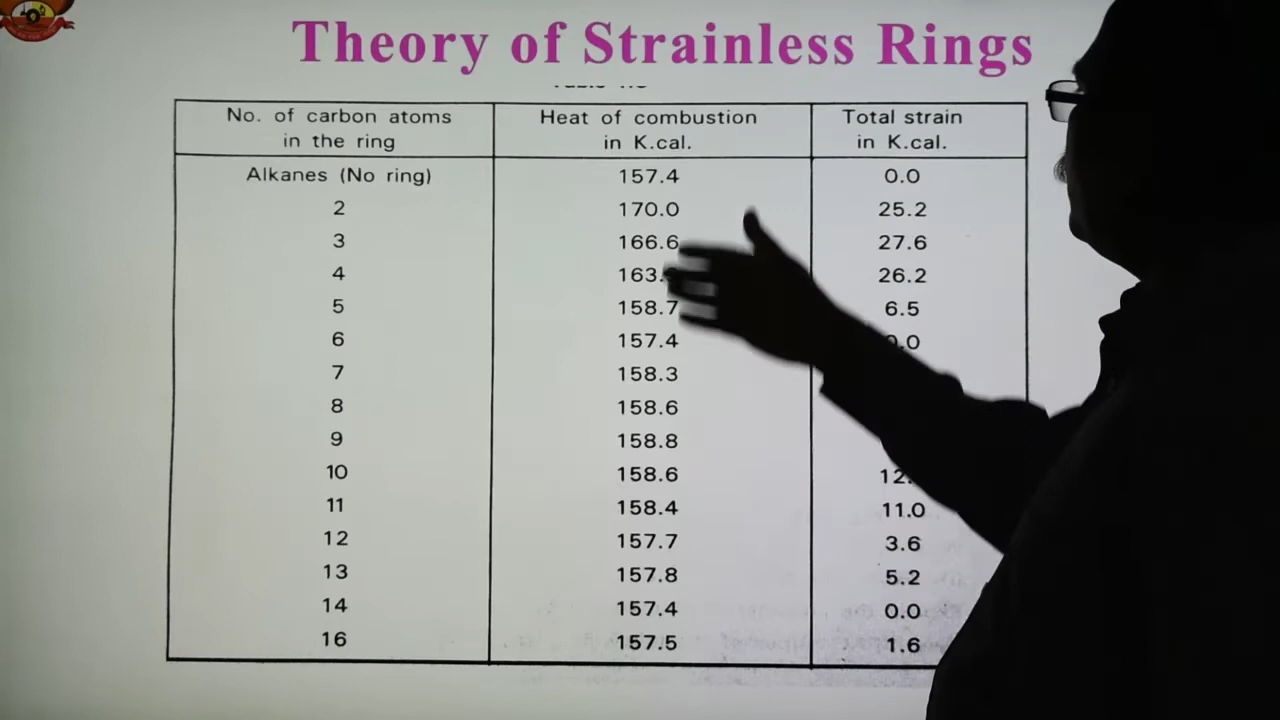 Theory of Strainless Rings
No. of carbon atoms in the ring Heat of combustion in K.cal. Total strain in K.cal.
Alkanes (No ring) 157.4 0.0
2 170.0 25.2
3 166.6 27.6
4 26.2
5 158.7 6.5
6 157.4
7 158.3
8 158.6
9 158.8
10 158.6
11 158.4 11.0
12 157.7 3.6
13 157.8 5.2
14 157.4 0.0
16 157.5 1.6